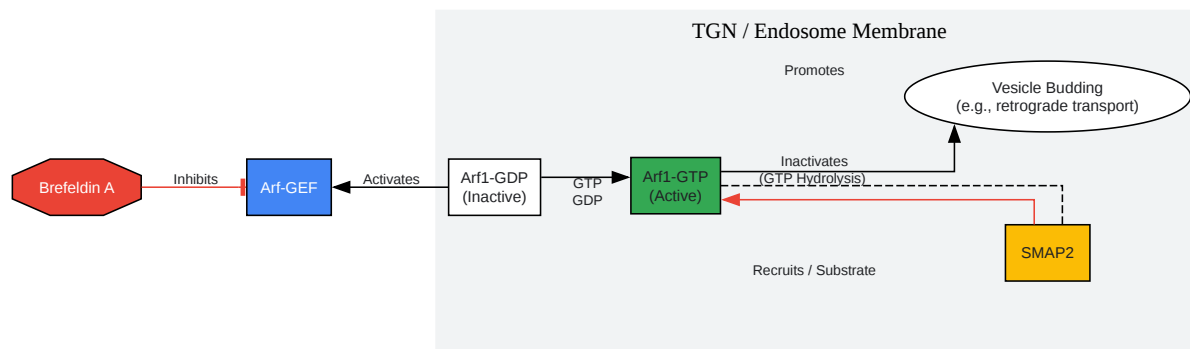 TGN / Endosome Membrane
Promotes
Vesicle Budding
(e.g., retrograde transport)
Brefeldin A
Inhibits
Arf-GEF
Activates
Arf1-GDP
(Inactive)
GTP
GDP
Arf1-GTP
(Active)
Inactivates
(GTP Hydrolysis)
SMAP2
Recruits / Substrate